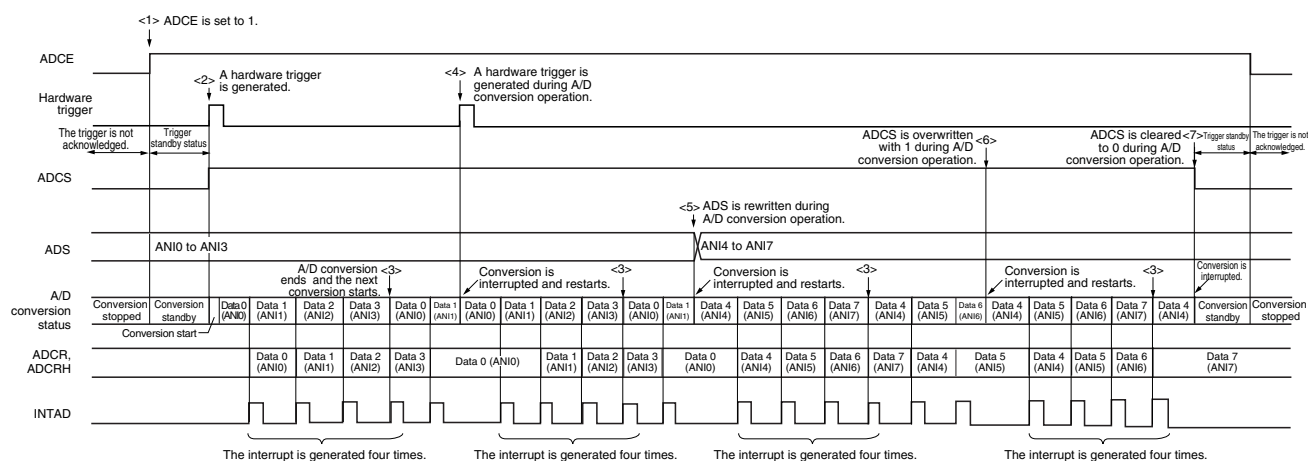 <1> ADCE is set to 1.
ADCE
<2> A hardware trigger
is generated.
<4> A hardware trigger is
generated during A/D
conversion operation.
Hardware
trigger
The trigger is not
acknowledged.
Trigger
standby status
ADCS is overwritten
with 1 during A/D
conversion operation.
<6>
ADCS is cleared
to 0 during A/D
conversion operation.
<7>
Trigger standby
status
The trigger is not
acknowledged.
ADCS
<5> ADS is rewritten during
A/D conversion operation.
ADS
ANI0 to ANI3
ANI4 to ANI7
A/D conversion
ends and the next
conversion starts.
<3>
Conversion is
interrupted and restarts.
<3>
Conversion is
interrupted and restarts.
<3>
Conversion is
interrupted and restarts.
<3>
Conversion is
interrupted.
A/D
conversion
status
Conversion
stopped
Conversion
standby
Data 0
(ANI0)
Data 1
(ANI1)
Data 2
(ANI2)
Data 3
(ANI3)
Data 0
(ANI0)
Data 1
(ANI1)
Data 0
(ANI0)
Data 1
(ANI1)
Data 2
(ANI2)
Data 3
(ANI3)
Data 0
(ANI0)
Data 1
(ANI1)
Data 4
(ANI4)
Data 5
(ANI5)
Data 6
(ANI6)
Data 7
(ANI7)
Data 4
(ANI4)
Data 5
(ANI5)
Data 6
(ANI6)
Data 4
(ANI4)
Data 5
(ANI5)
Data 6
(ANI6)
Data 7
(ANI7)
Data 4
(ANI4)
Conversion
standby
Conversion
stopped
Conversion start
ADCR,
ADCRH
Data 0
(ANI0)
Data 1
(ANI1)
Data 2
(ANI2)
Data 3
(ANI3)
Data 0 (ANI0)
Data 1
(ANI1)
Data 2
(ANI2)
Data 3
(ANI3)
Data 0
(ANI0)
Data 4
(ANI4)
Data 5
(ANI5)
Data 6
(ANI6)
Data 7
(ANI7)
Data 4
(ANI4)
Data 5
(ANI5)
Data 4
(ANI4)
Data 5
(ANI5)
Data 6
(ANI6)
Data 7
(ANI7)
INTAD
The interrupt is generated four times.
The interrupt is generated four times.
The interrupt is generated four times.
The interrupt is generated four times.